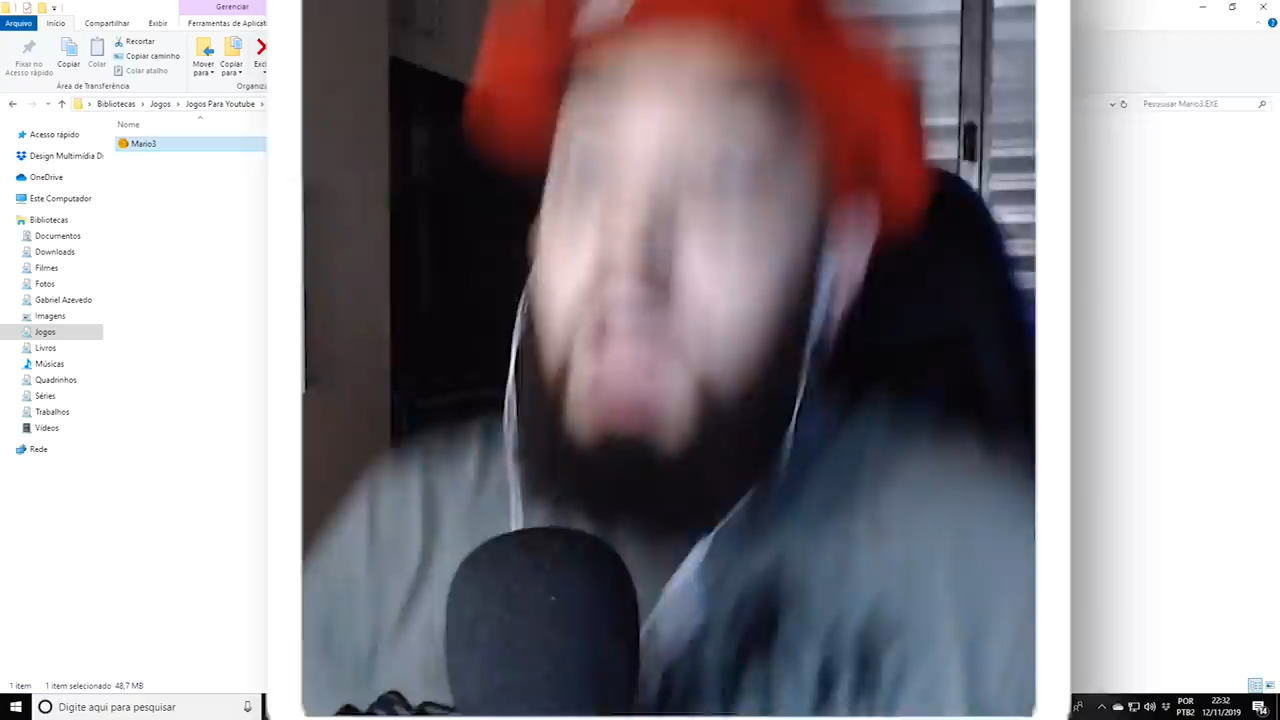 Gerenciar
Arquivo
Início
Compartilhar
Exibir
Ferramentas de Aplicati
Fixar no
Acesso rápido
Copiar
Colar
Recortar
Copiar caminho
Colar atalho
Mover
para
Copiar
para
Exc
Área de Transferência
Organiz
Bibliotecas
Jogos
Jogos Para Youtube
Pesquisar Mario3.EXE
Nome
Mario3
Acesso rápido
Design Multimídia D
OneDrive
Este Computador
Bibliotecas
Documentos
Downloads
Filmes
Fotos
Gabriel Azevedo
Imagens
Jogos
Livros
Músicas
Quadrinhos
Séries
Trabalhos
Vídeos
Rede
1 item
1 item selecionado 48,7 MB
Digite aqui para pesquisar
POR
PTB2
22:32
12/11/2019
14